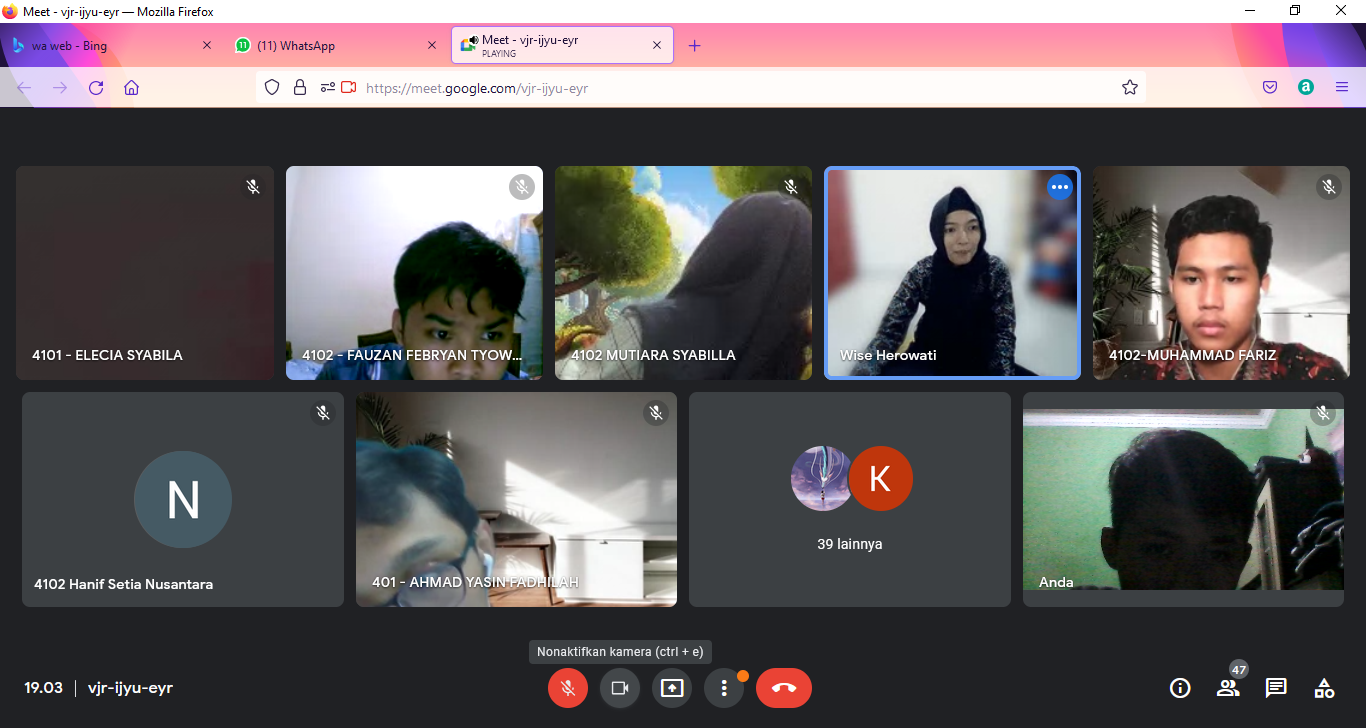 Meet - vjr-ijyu-eyr — Mozilla Firefox
wa web - Bing
11
(11) WhatsApp
Meet - vjr-ijyu-eyr
PLAYING
https://meet.google.com/vjr-ijyu-eyr
a
4101 - ELECIA SYABILA
4102 - FAUZAN FEBRYAN TYOW...
4102 MUTIARA SYABILLA
Wise Herowati
4102-MUHAMMAD FARIZ
N
4102 Hanif Setia Nusantara
401 - AHMAD YASIN FADHILAH
K
39 lainnya
Anda
Nonaktifkan kamera (ctrl + e)
19.03 | vjr-ijyu-eyr
47